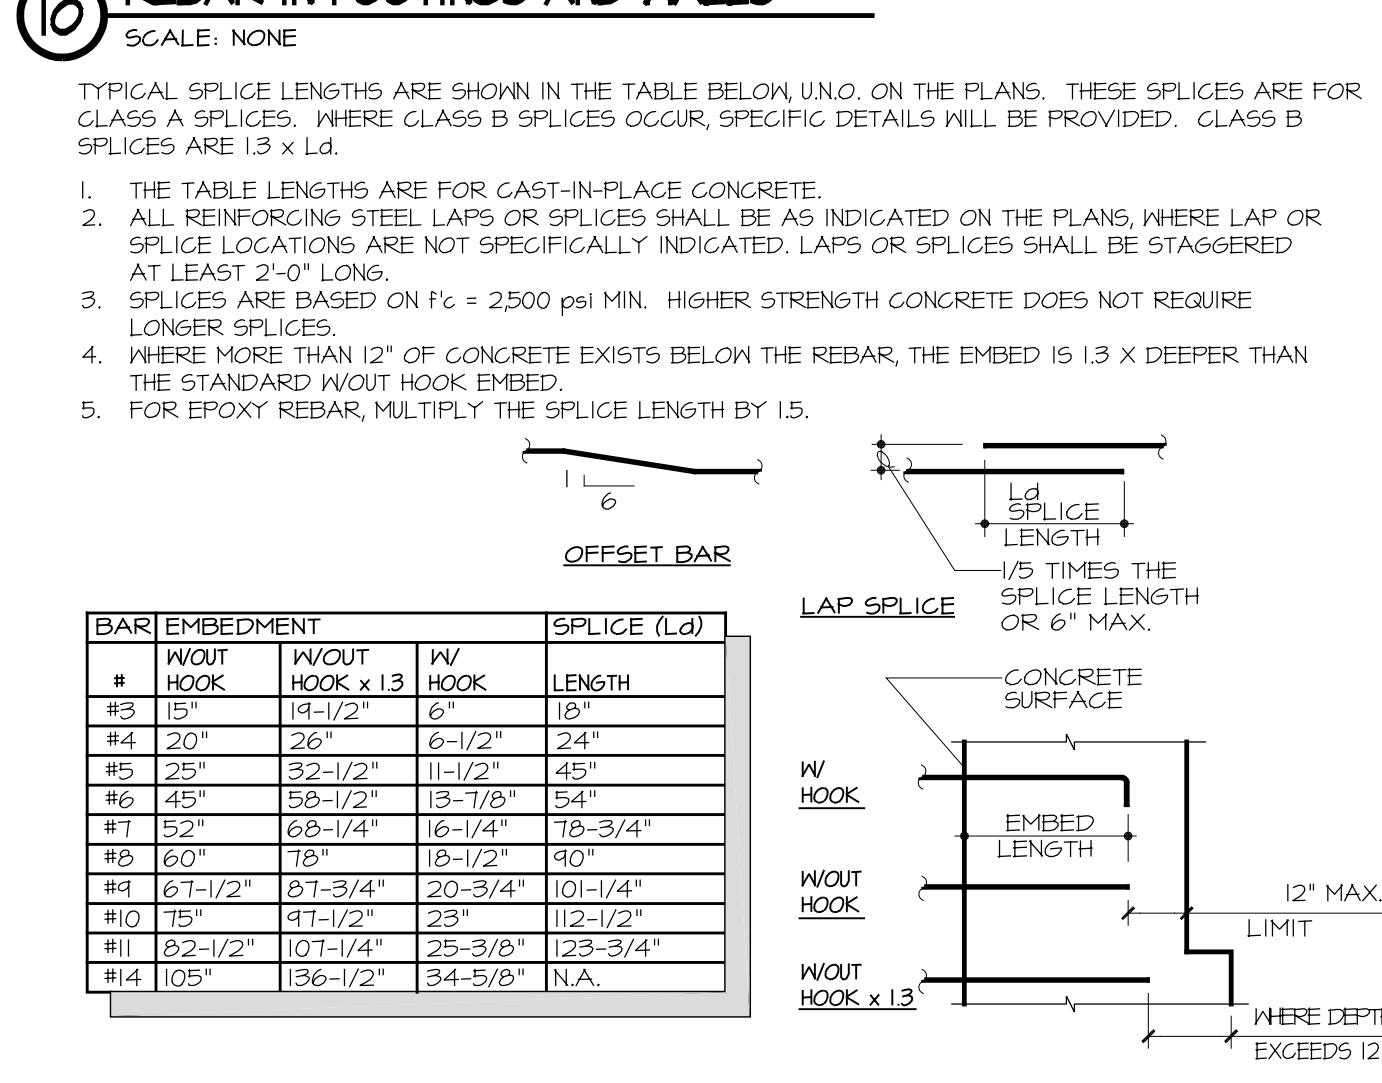 16 REBAR IN FOOTINGS AND WALLS
SCALE: NONE
TYPICAL SPLICE LENGTHS ARE SHOWN IN THE TABLE BELOW, U.N.O. ON THE PLANS. THESE SPLICES ARE FOR
CLASS A SPLICES. WHERE CLASS B SPLICES OCCUR, SPECIFIC DETAILS WILL BE PROVIDED. CLASS B
SPLICES ARE 1.3 x Ld.
1. THE TABLE LENGTHS ARE FOR CAST-IN-PLACE CONCRETE.
2. ALL REINFORCING STEEL LAPS OR SPLICES SHALL BE AS INDICATED ON THE PLANS, WHERE LAP OR
SPLICE LOCATIONS ARE NOT SPECIFICALLY INDICATED. LAPS OR SPLICES SHALL BE STAGGERED
AT LEAST 2'-0" LONG.
3. SPLICES ARE BASED ON f'c = 2,500 psi MIN. HIGHER STRENGTH CONCRETE DOES NOT REQUIRE
LONGER SPLICES.
4. WHERE MORE THAN 12" OF CONCRETE EXISTS BELOW THE REBAR, THE EMBED IS 1.3 X DEEPER THAN
THE STANDARD W/OUT HOOK EMBED.
5. FOR EPOXY REBAR, MULTIPLY THE SPLICE LENGTH BY 1.5.
1
6
OFFSET BAR
Ld
SPLICE
LENGTH
1/5 TIMES THE
SPLICE LENGTH
OR 6" MAX.
LAP SPLICE
BAR EMBEDMENT SPLICE (Ld)
W/OUT W/OUT W/
# HOOK HOOK x 1.3 HOOK LENGTH
#3 15" 19-1/2" 6" 18"
#4 20" 26" 6-1/2" 24"
#5 25" 32-1/2" 11-1/2" 45"
#6 45" 58-1/2" 13-7/8" 54"
#7 52" 68-1/4" 16-1/4" 78-3/4"
#8 60" 78" 18-1/2" 90"
#9 67-1/2" 87-3/4" 20-3/4" 101-1/4"
#10 75" 97-1/2" 23" 112-1/2"
#11 82-1/2" 107-1/4" 25-3/8" 123-3/4"
#14 105" 136-1/2" 34-5/8" N.A.
CONCRETE
SURFACE
W/
HOOK
EMBED
LENGTH
W/OUT
HOOK
12" MAX.
LIMIT
W/OUT
HOOK x 1.3
WHERE DEPTH
EXCEEDS 12